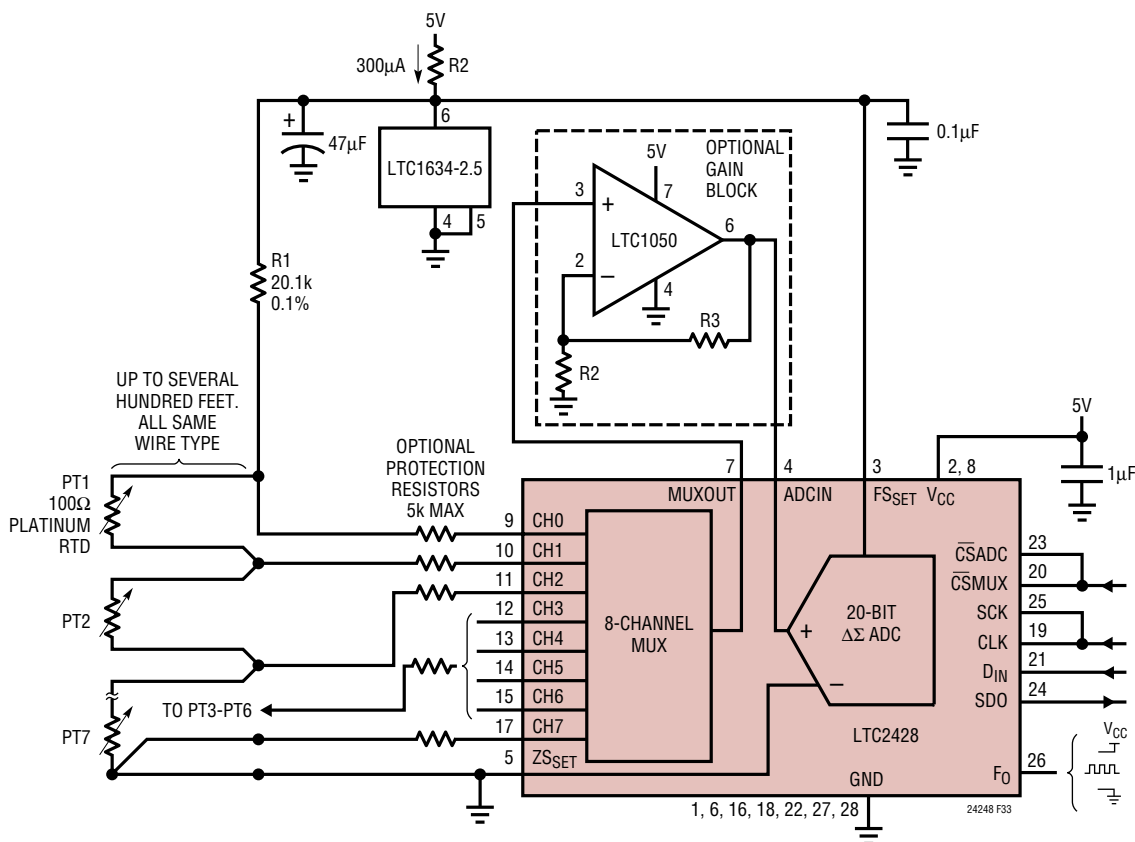 5V
300µA
R2
6
+
47µF
LTC1634-2.5
4
5
0.1µF
OPTIONAL
GAIN
BLOCK
5V
7
3
+
LTC1050
6
2
–
4
R3
R2
R1
20.1k
0.1%
UP TO SEVERAL
HUNDRED FEET.
ALL SAME
WIRE TYPE
PT1
100Ω
PLATINUM
RTD
PT2
PT7
TO PT3-PT6
OPTIONAL
PROTECTION
RESISTORS
5k MAX
5V
1µF
7
4
3
2, 8
MUXOUT
ADCIN
FSSET
VCC
9
CH0
10
CH1
11
CH2
12
CH3
13
CH4
14
CH5
15
CH6
17
CH7
5
ZSSET
8-CHANNEL
MUX
20-BIT
ΔΣ ADC
+
–
LTC2428
GND
1, 6, 16, 18, 22, 27, 28
C̅S̅ADC
23
C̅S̅MUX
20
SCK
25
CLK
19
DIN
21
SDO
24
FO
26
VCC
24248 F33